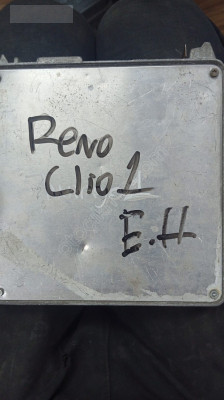 Reno
Clio 1
E.H